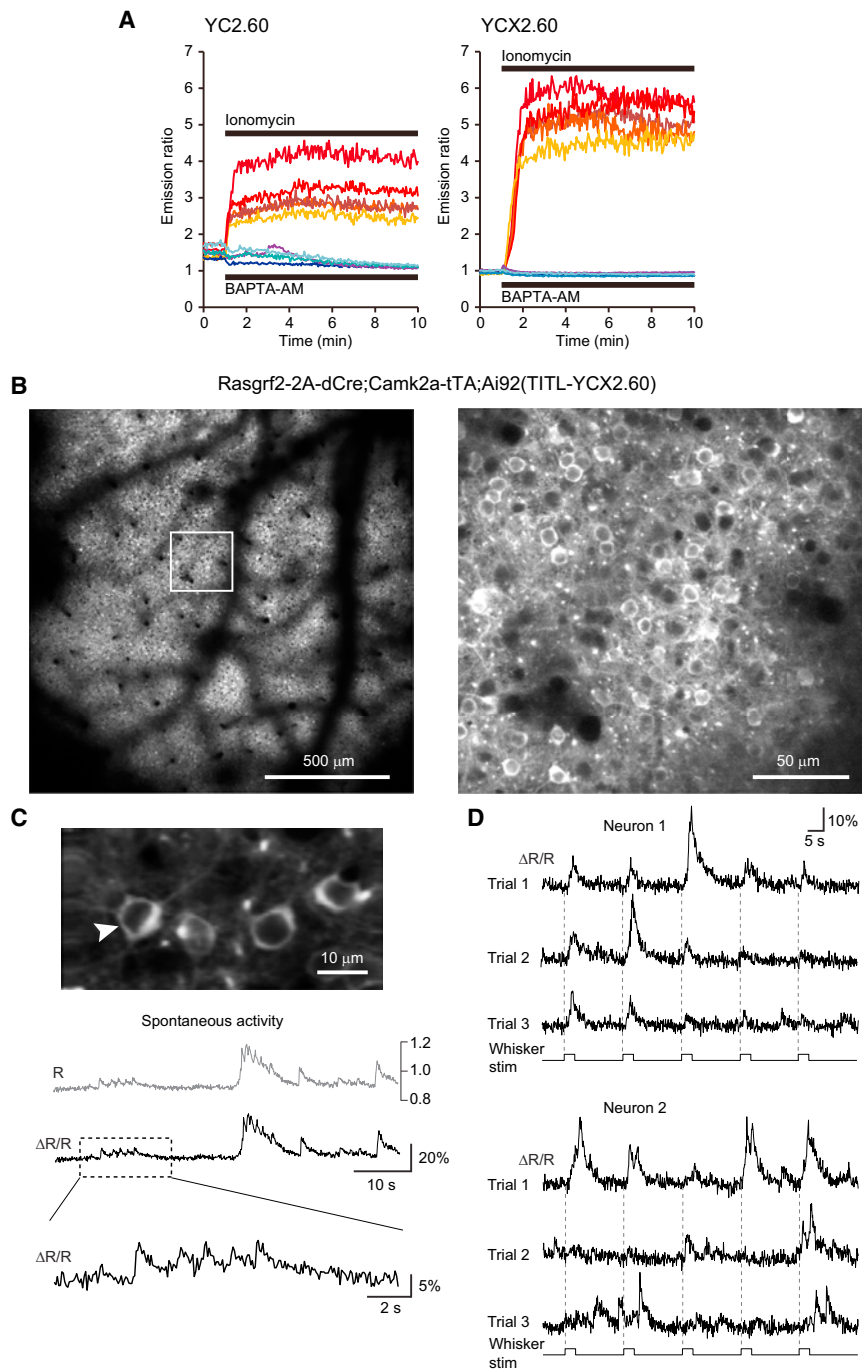 A
YC2.60
7
6
5
4
3
2
1
0
Emission ratio
Ionomycin
BAPTA-AM
0 2 4 6 8 10
Time (min)
YCX2.60
7
6
5
4
3
2
1
0
Emission ratio
Ionomycin
BAPTA-AM
0 2 4 6 8 10
Time (min)
B
Rasgrf2-2A-dCre;Camk2a-tTA;Ai92(TITL-YCX2.60)
500 μm
50 μm
C
10 μm
Spontaneous activity
R
1.2
1.0
0.8
ΔR/R
20%
10 s
ΔR/R
5%
2 s
D
Neuron 1
10%
5 s
ΔR/R
Trial 1
Trial 2
Trial 3
Whisker
stim
Neuron 2
ΔR/R
Trial 1
Trial 2
Trial 3
Whisker
stim